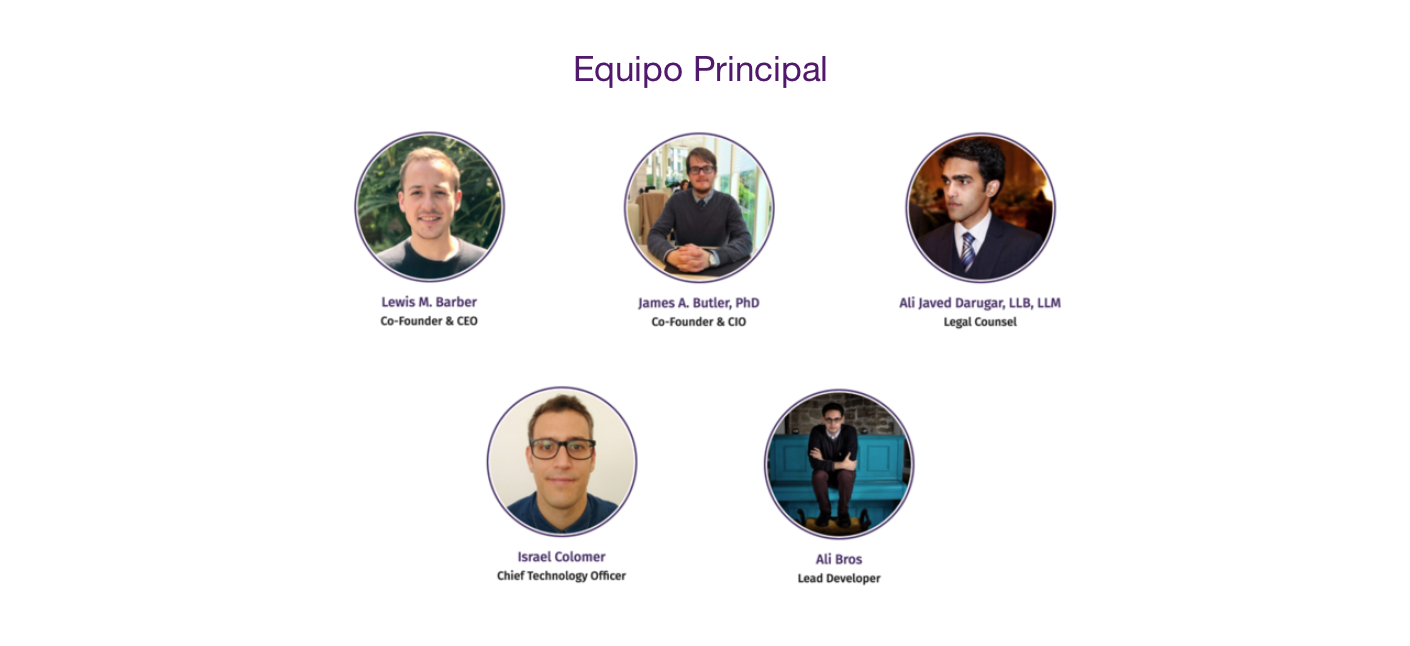 Equipo Principal
Lewis M. Barber
Co-Founder & CEO
James A. Butler, PhD
Co-Founder & CIO
Ali Javed Darugar, LLB, LLM
Legal Counsel
Israel Colomer
Chief Technology Officer
Ali Bros
Lead Developer